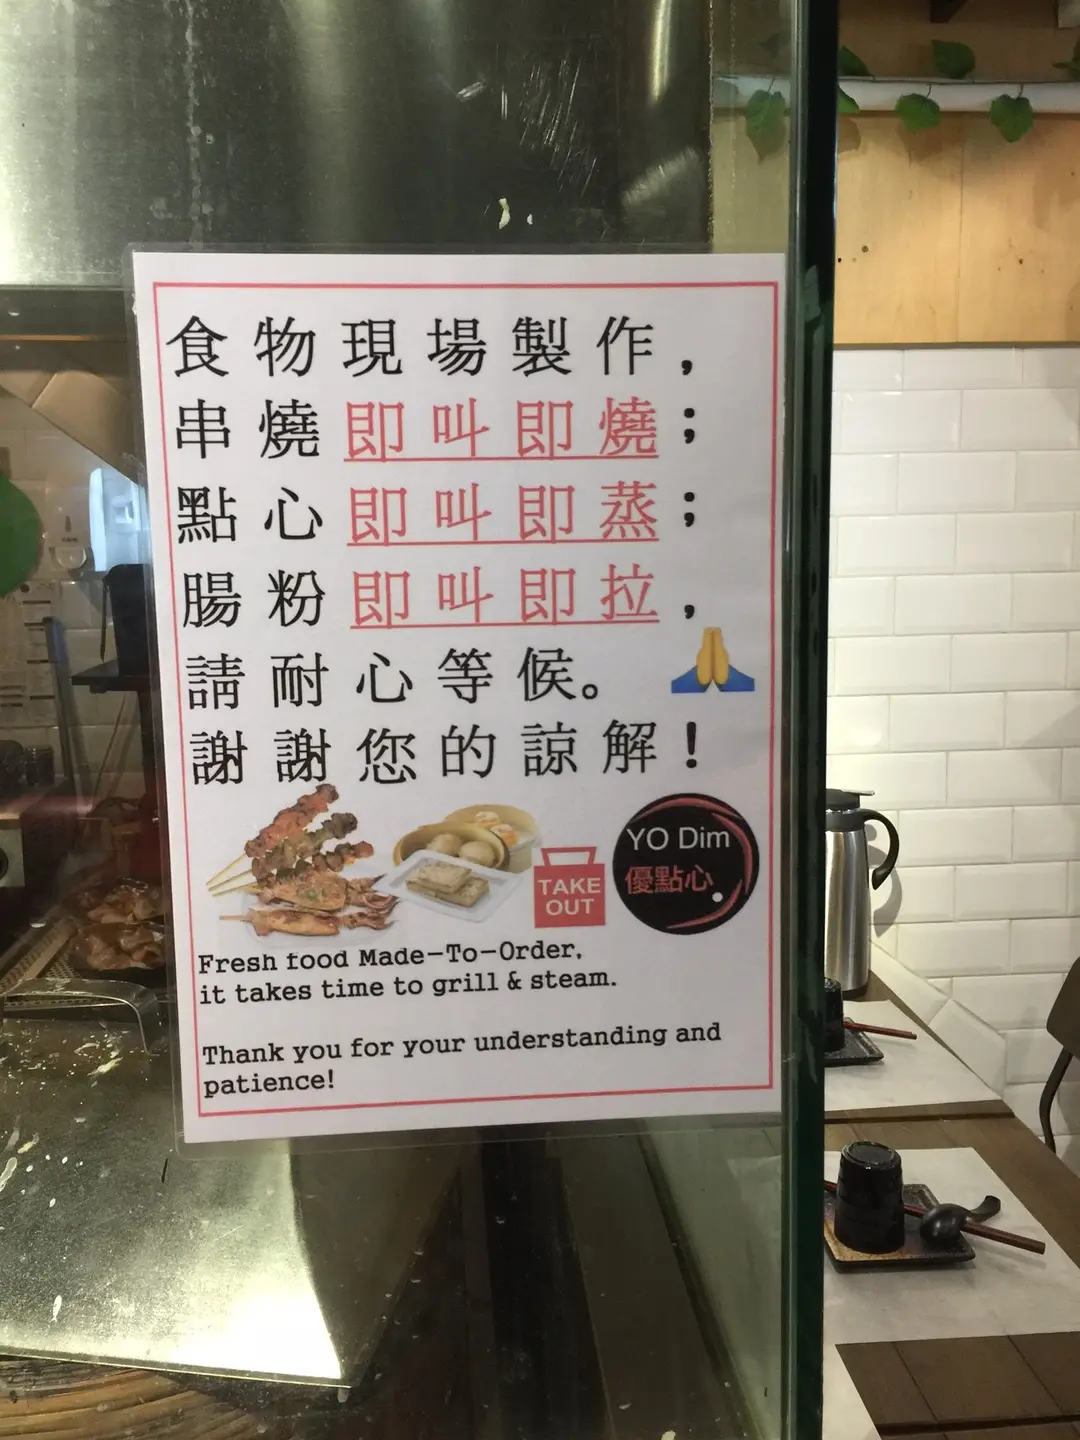 食物現場製作，
串燒即叫即燒；
點心即叫即蒸；
腸粉即叫即拉，
請耐心等候。
謝謝您的諒解！
TAKE
OUT
YO Dim
優點心
Fresh food Made-To-Order,
it takes time to grill & steam.
Thank you for your understanding and
patience!